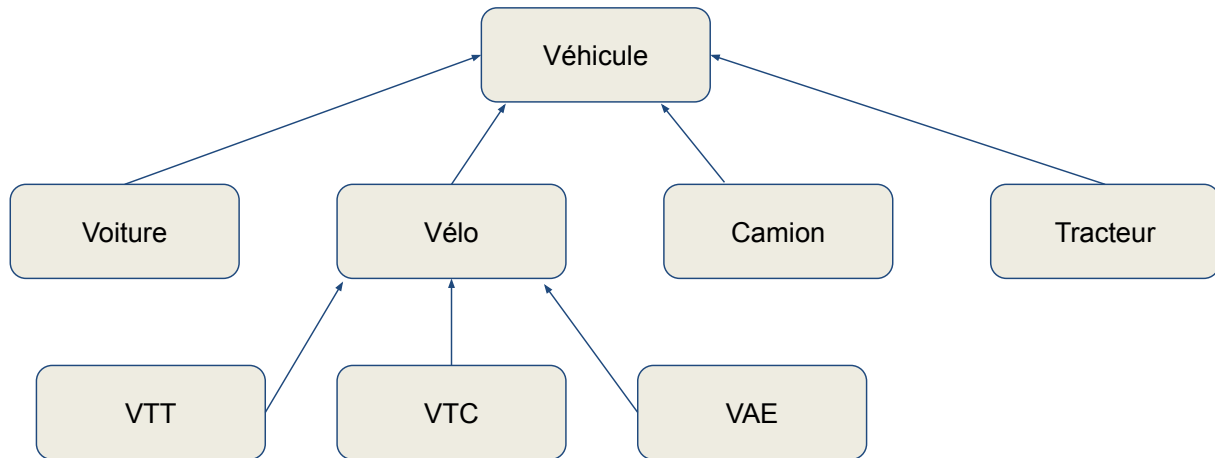 Véhicule
Voiture
Vélo
Camion
Tracteur
VTT
VTC
VAE